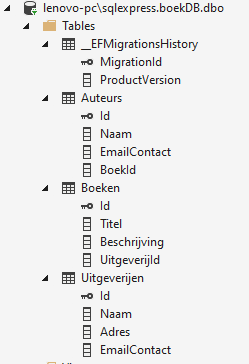 lenovo-pc\sqlexpress.boekDB.dbo
Tables
__EFMigrationsHistory
MigrationId
ProductVersion
Auteurs
Id
Naam
EmailContact
BoekId
Boeken
Id
Titel
Beschrijving
UitgeverijId
Uitgeverijen
Id
Naam
Adres
EmailContact